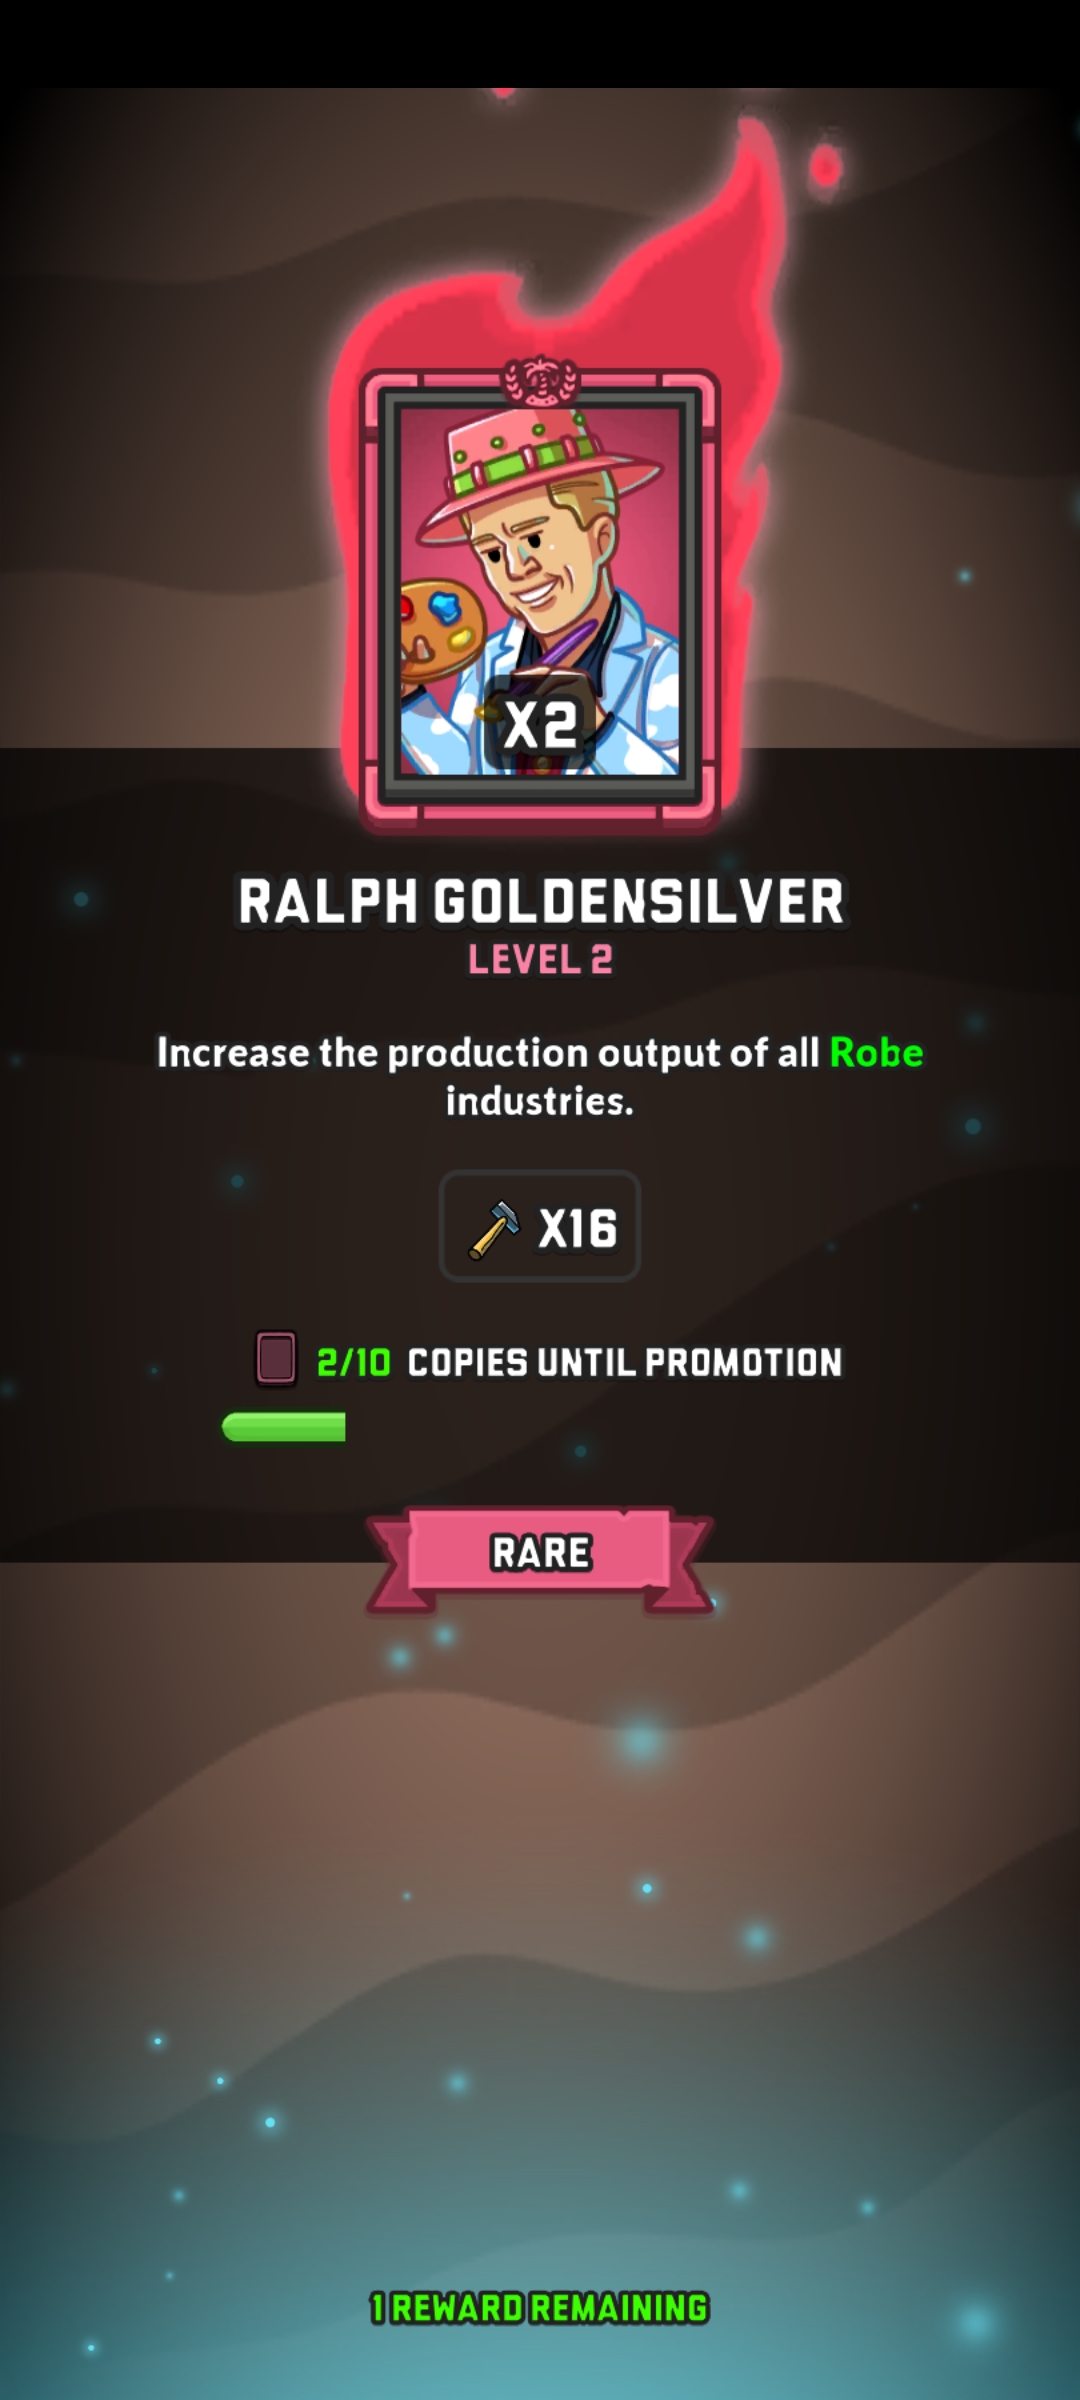 X2
RALPH GOLDENSILVER
LEVEL 2
Increase the production output of all Robe
industries.
X16
2/10 COPIES UNTIL PROMOTION
RARE
1 REWARD REMAINING